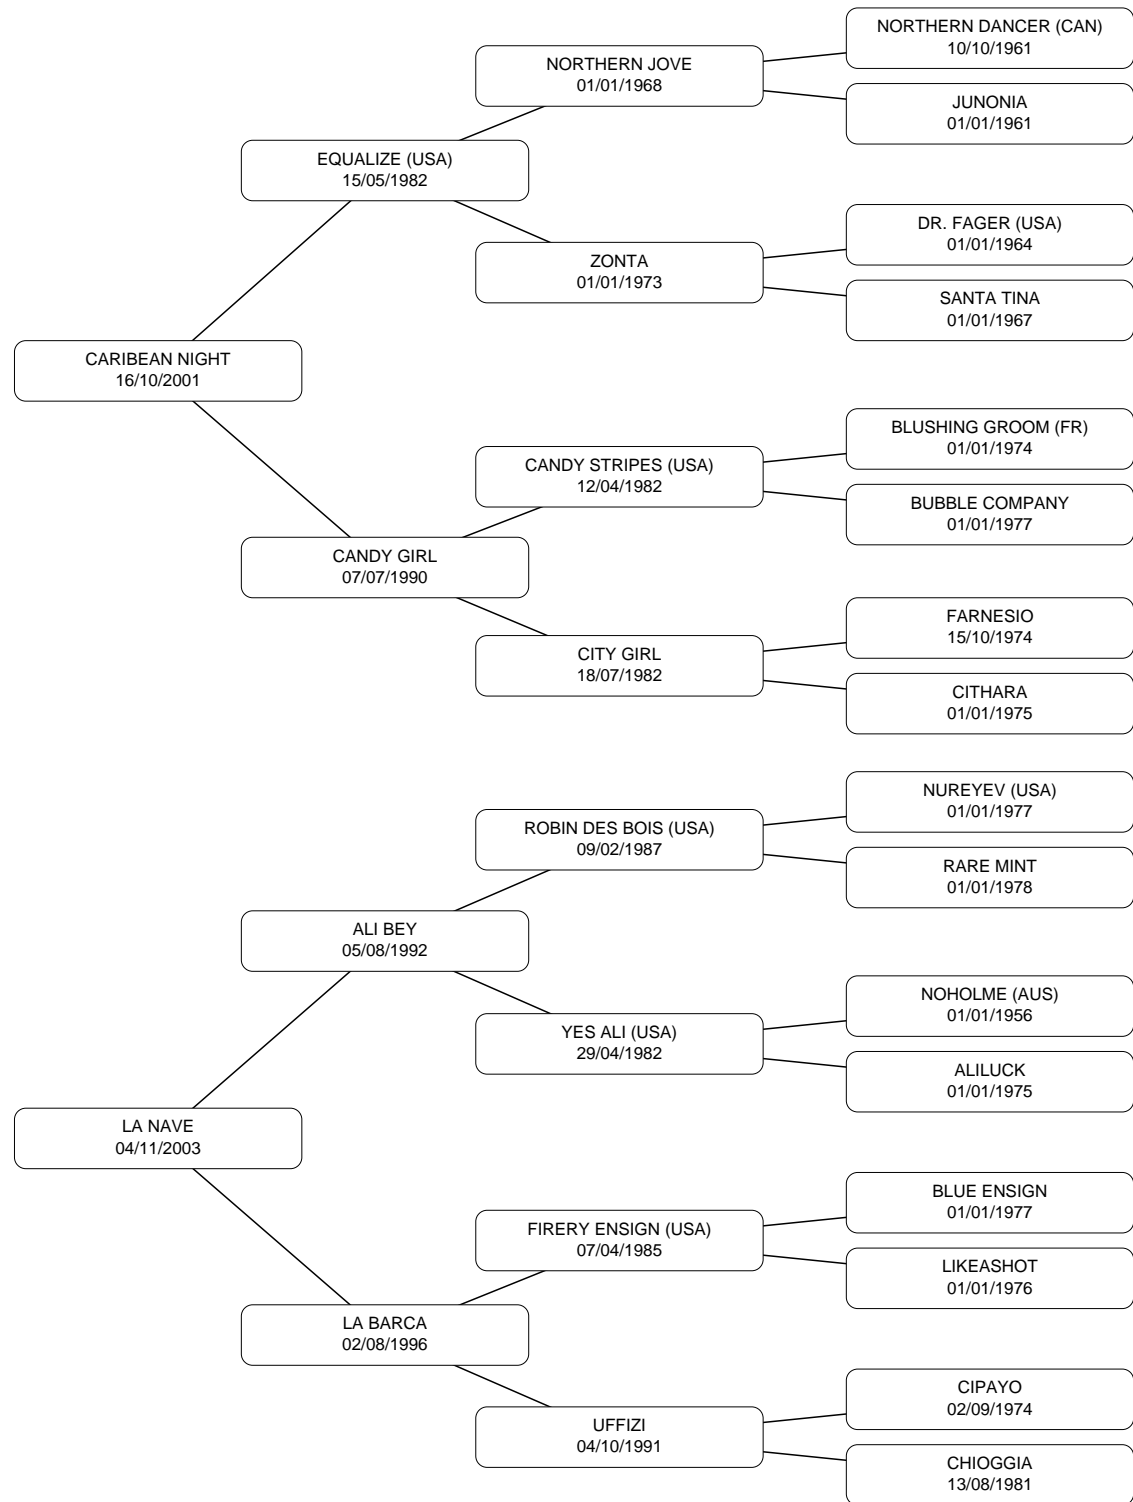 NORTHERN DANCER (CAN)
10/10/1961
NORTHERN JOVE
01/01/1968
JUNONIA
01/01/1961
EQUALIZE (USA)
15/05/1982
DR. FAGER (USA)
01/01/1964
ZONTA
01/01/1973
SANTA TINA
01/01/1967
CARIBEAN NIGHT
16/10/2001
BLUSHING GROOM (FR)
01/01/1974
CANDY STRIPES (USA)
12/04/1982
BUBBLE COMPANY
01/01/1977
CANDY GIRL
07/07/1990
FARNESIO
15/10/1974
CITY GIRL
18/07/1982
CITHARA
01/01/1975
NUREYEV (USA)
01/01/1977
ROBIN DES BOIS (USA)
09/02/1987
RARE MINT
01/01/1978
ALI BEY
05/08/1992
NOHOLME (AUS)
01/01/1956
YES ALI (USA)
29/04/1982
ALILUCK
01/01/1975
LA NAVE
04/11/2003
BLUE ENSIGN
01/01/1977
FIRERY ENSIGN (USA)
07/04/1985
LIKEASHOT
01/01/1976
LA BARCA
02/08/1996
CIPAYO
02/09/1974
UFFIZI
04/10/1991
CHIOGGIA
13/08/1981